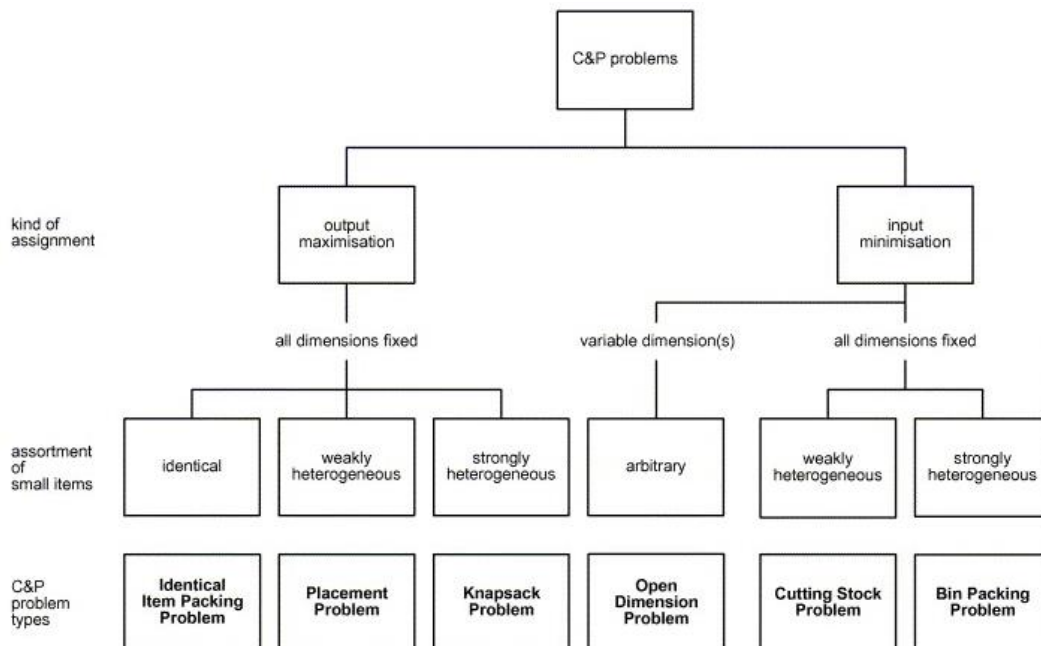 C&P problems
kind of
assignment
output
maximisation
input
minimisation
all dimensions fixed
variable dimension(s)
all dimensions fixed
assortment
of
small items
identical
weakly
heterogeneous
strongly
heterogeneous
arbitrary
weakly
heterogeneous
strongly
heterogeneous
C&P
problem
types
Identical
Item Packing
Problem
Placement
Problem
Knapsack
Problem
Open
Dimension
Problem
Cutting Stock
Problem
Bin Packing
Problem